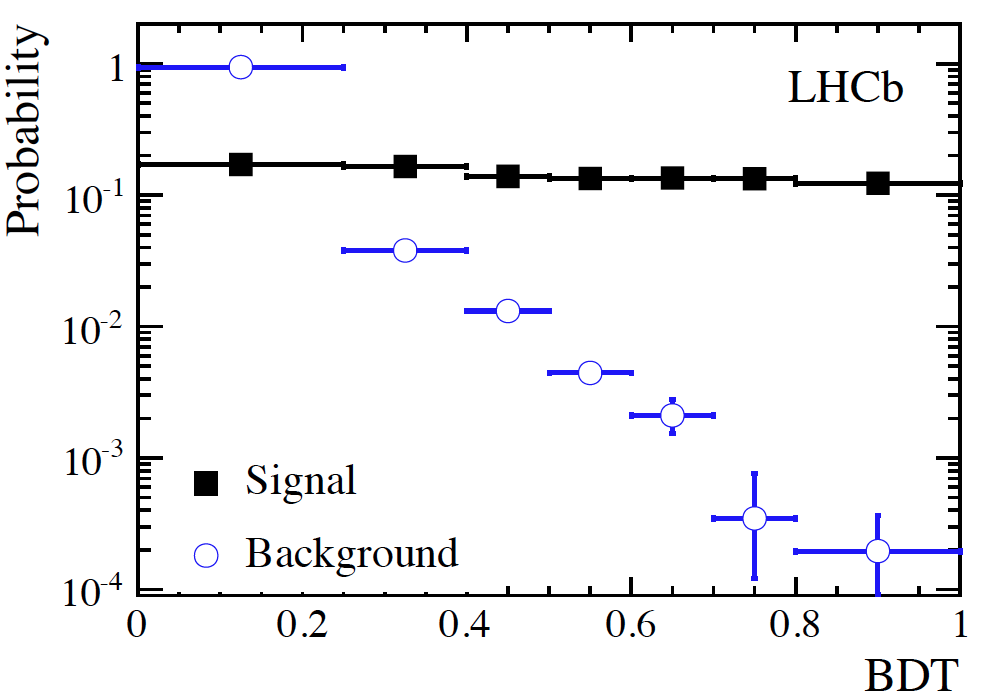 Probability
LHCb
1
10⁻¹
10⁻²
10⁻³
10⁻⁴
Signal
Background
0 0.2 0.4 0.6 0.8 1
BDT